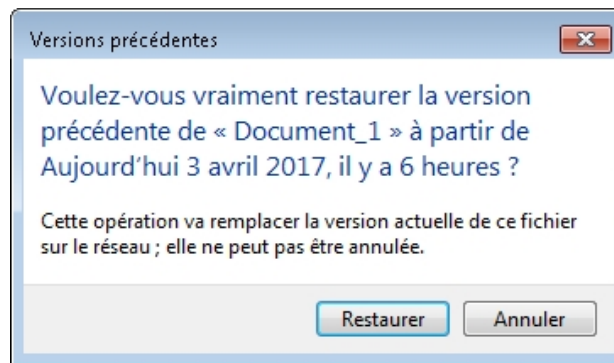 Versions précédentes
Voulez-vous vraiment restaurer la version
précédente de « Document_1 » à partir de
Aujourd'hui 3 avril 2017, il y a 6 heures ?
Cette opération va remplacer la version actuelle de ce fichier
sur le réseau ; elle ne peut pas être annulée.
Restaurer
Annuler